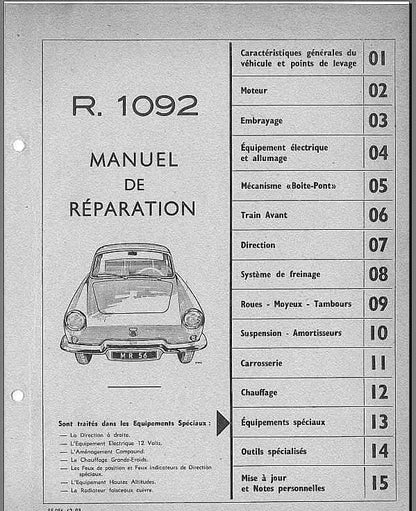 R. 1092
MANUEL
DE
RÉPARATION
MR 56
Sont traités dans les Equipements Spéciaux :
— La Direction à droite.
— L'Equipement Electrique 12 Volts.
— L'Aménagement Compound.
— Le Chauffage Grands-Froids.
— Les Feux de position et Feux indicateurs de Direction
spéciaux.
— L'Equipement Hautes Altitudes.
— Le Radiateur faisceaux cuivre.
Caractéristiques générales du
véhicule et points de levage 01
Moteur 02
Embrayage 03
Équipement électrique
et allumage 04
Mécanisme «Boîte-Pont» 05
Train Avant 06
Direction 07
Système de freinage 08
Roues - Moyeux - Tambours 09
Suspension - Amortisseurs 10
Carrosserie 11
Chauffage 12
Équipements spéciaux 13
Outils spécialisés 14
Mise à jour
et Notes personnelles 15